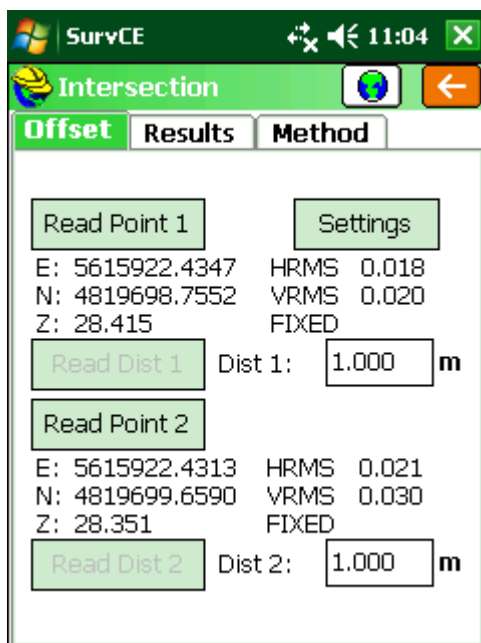 SurvCE 11:04
Intersection
Offset Results Method
Read Point 1 Settings
E: 5615922.4347 HRMS 0.018
N: 4819698.7552 VRMS 0.020
Z: 28.415 FIXED
Read Dist 1 Dist 1: 1.000 m
Read Point 2
E: 5615922.4313 HRMS 0.021
N: 4819699.6590 VRMS 0.030
Z: 28.351 FIXED
Read Dist 2 Dist 2: 1.000 m